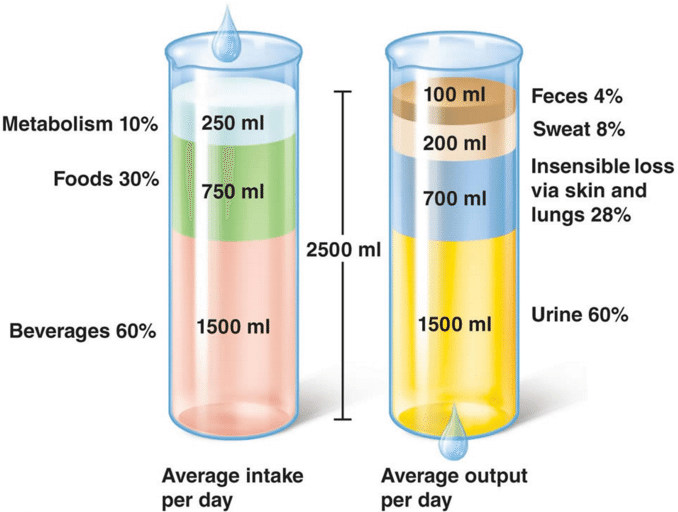 Metabolism 10%
250 ml
Foods 30%
750 ml
Beverages 60%
1500 ml
Average intake
per day
2500 ml
100 ml
Feces 4%
200 ml
Sweat 8%
700 ml
Insensible loss
via skin and
lungs 28%
1500 ml
Urine 60%
Average output
per day